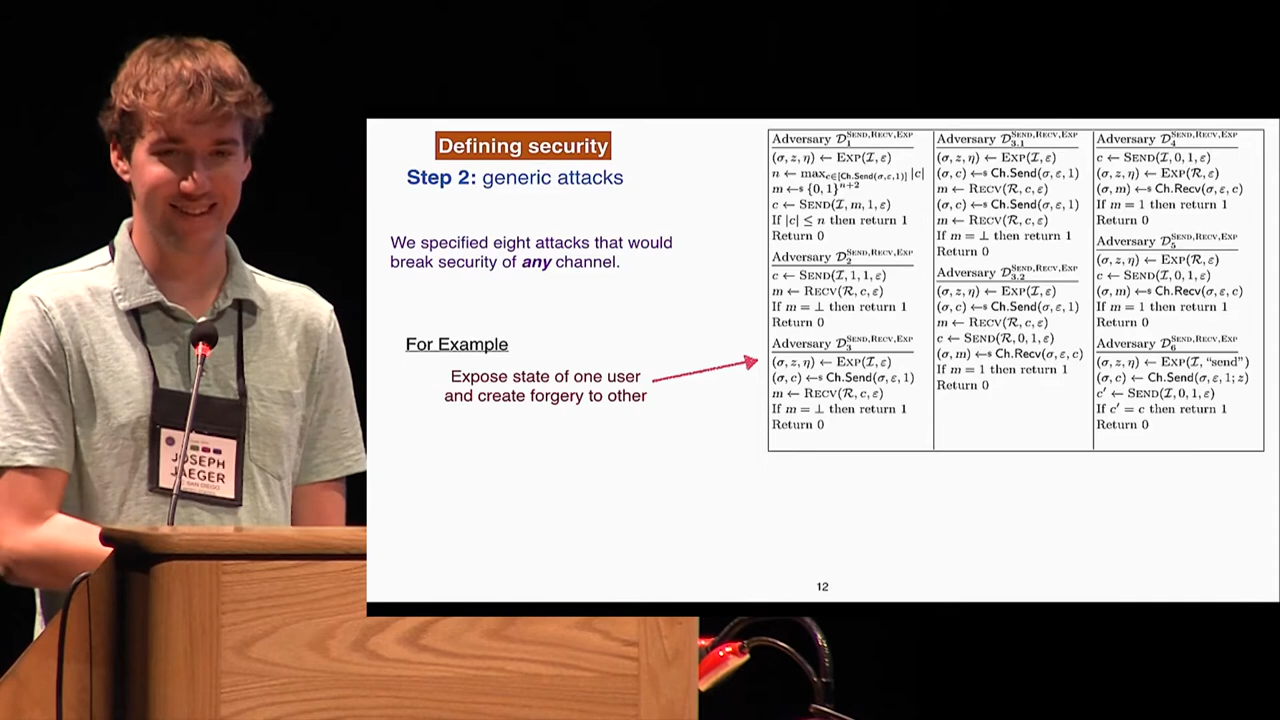 Defining security
Step 2: generic attacks
We specified eight attacks that would
break security of any channel.
For Example
Expose state of one user
and create forgery to other
Adversary 𝒟₁^{SEND,RECV,EXP}
(σ, z, η) ← EXP(ℐ, ε)
n ← max_{c∈[Ch.Send(σ,ε,1)]} |c|
m ←$ {0, 1}^{n+2}
c ← SEND(ℐ, m, 1, ε)
If |c| ≤ n then return 1
Return 0
Adversary 𝒟₂^{SEND,RECV,EXP}
c ← SEND(ℐ, 1, 1, ε)
m ← RECV(ℛ, c, ε)
If m = ⊥ then return 1
Return 0
Adversary 𝒟₃^{SEND,RECV,EXP}
(σ, z, η) ← EXP(ℐ, ε)
(σ, c) ←$ Ch.Send(σ, ε, 1)
m ← RECV(ℛ, c, ε)
If m = ⊥ then return 1
Return 0
Adversary 𝒟₃.₁^{SEND,RECV,EXP}
(σ, z, η) ← EXP(ℐ, ε)
(σ, c) ←$ Ch.Send(σ, ε, 1)
m ← RECV(ℛ, c, ε)
(σ, c) ←$ Ch.Send(σ, ε, 1)
m ← RECV(ℛ, c, ε)
If m = ⊥ then return 1
Return 0
Adversary 𝒟₃.₂^{SEND,RECV,EXP}
(σ, z, η) ← EXP(ℐ, ε)
(σ, c) ←$ Ch.Send(σ, ε, 1)
m ← RECV(ℛ, c, ε)
c ← SEND(ℛ, 0, 1, ε)
(σ, m) ←$ Ch.Recv(σ, ε, c)
If m = 1 then return 1
Return 0
Adversary 𝒟₄^{SEND,RECV,EXP}
c ← SEND(ℐ, 0, 1, ε)
(σ, z, η) ← EXP(ℛ, ε)
(σ, m) ←$ Ch.Recv(σ, ε, c)
If m = 1 then return 1
Return 0
Adversary 𝒟₅^{SEND,RECV,EXP}
(σ, z, η) ← EXP(ℛ, ε)
c ← SEND(ℐ, 0, 1, ε)
(σ, m) ←$ Ch.Recv(σ, ε, c)
If m = 1 then return 1
Return 0
Adversary 𝒟₆^{SEND,RECV,EXP}
(σ, z, η) ← EXP(ℐ, “send”)
(σ, c) ← Ch.Send(σ, ε, 1; z)
c′ ← SEND(ℐ, 0, 1, ε)
If c′ = c then return 1
Return 0
12
JOSEPH
JAEGER
SAN DIEGO